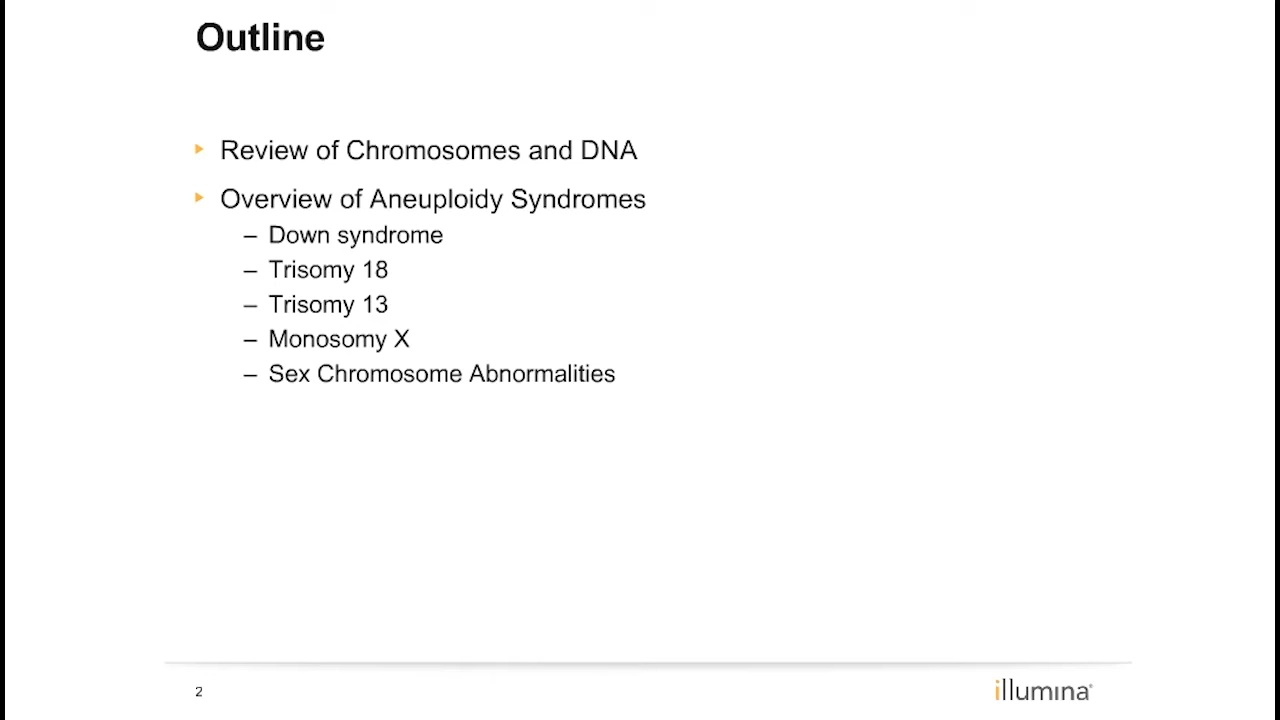 Outline
Review of Chromosomes and DNA
Overview of Aneuploidy Syndromes
– Down syndrome
– Trisomy 18
– Trisomy 13
– Monosomy X
– Sex Chromosome Abnormalities
2
illumina®